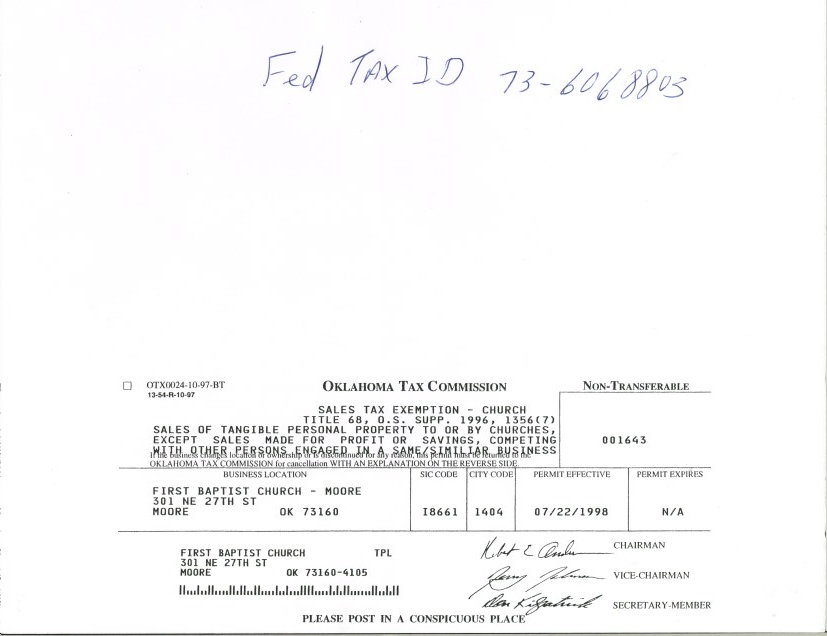 Fed TAX ID 73-6068803
OTX0024-10-97-BT
13-54-R-10-97
OKLAHOMA TAX COMMISSION
NON-TRANSFERABLE
SALES TAX EXEMPTION - CHURCH
TITLE 68, O.S. SUPP. 1996, 1356(7)
SALES OF TANGIBLE PERSONAL PROPERTY TO OR BY CHURCHES,
EXCEPT SALES MADE FOR PROFIT OR SAVINGS, COMPETING
WITH OTHER PERSONS ENGAGED IN A SAME/SIMILIAR BUSINESS
001643
If the business changes location or ownership or is discontinued for any reason, this permit must be returned to the
OKLAHOMA TAX COMMISSION for cancellation WITH AN EXPLANATION ON THE REVERSE SIDE.
BUSINESS LOCATION SIC CODE CITY CODE PERMIT EFFECTIVE PERMIT EXPIRES
FIRST BAPTIST CHURCH - MOORE
301 NE 27TH ST
MOORE OK 73160 I8661 1404 07/22/1998 N/A
FIRST BAPTIST CHURCH TPL
301 NE 27TH ST
MOORE OK 73160-4105
CHAIRMAN
VICE-CHAIRMAN
SECRETARY-MEMBER
PLEASE POST IN A CONSPICUOUS PLACE